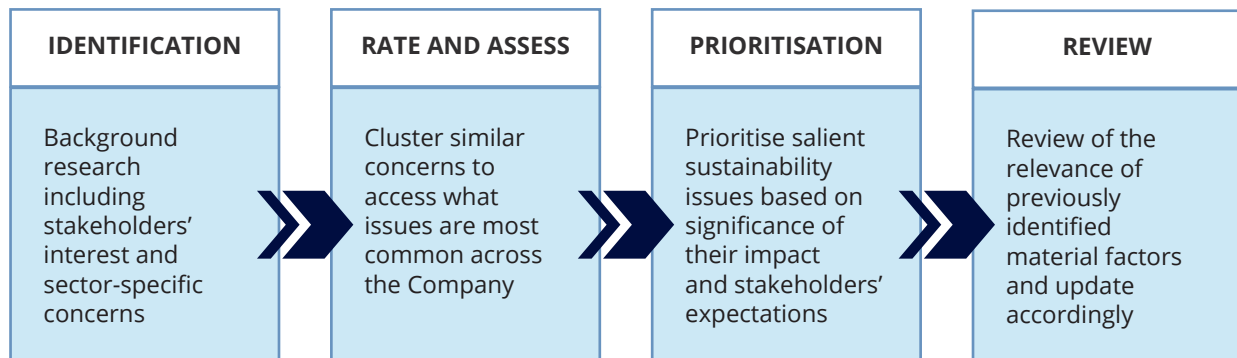 IDENTIFICATION
Background
research
including
stakeholders’
interest and
sector-specific
concerns
RATE AND ASSESS
Cluster similar
concerns to
access what
issues are most
common across
the Company
PRIORITISATION
Prioritise salient
sustainability
issues based on
significance of
their impact
and stakeholders’
expectations
REVIEW
Review of the
relevance of
previously
identified
material factors
and update
accordingly